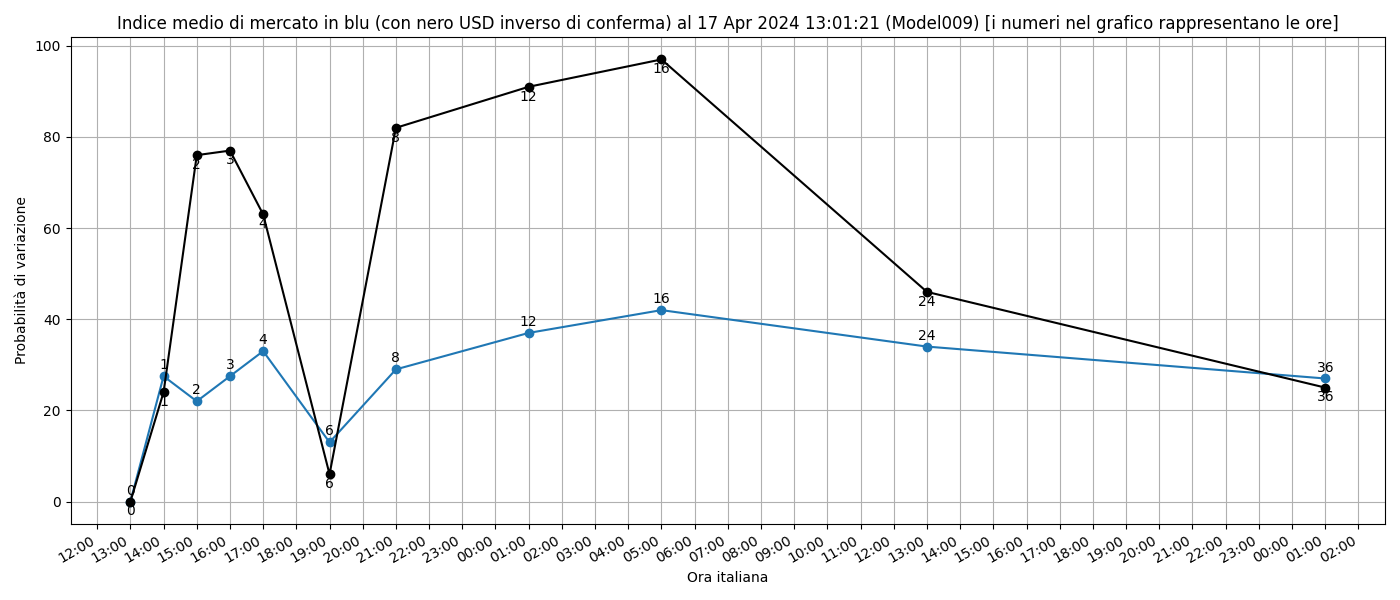 Indice medio di mercato in blu (con nero USD inverso di conferma) al 17 Apr 2024 13:01:21 (Model009) [i numeri nel grafico rappresentano le ore]
Probabilità di variazione
100
80
60
40
20
0
0 1 2 3 4 6 8 12 16 24 36
0 1 2 3 4 6 8 12 16 24 36
12:00 13:00 14:00 15:00 16:00 17:00 18:00 19:00 20:00 21:00 22:00 23:00 00:00 01:00 02:00 03:00 04:00 05:00 06:00 07:00 08:00 09:00 10:00 11:00 12:00 13:00 14:00 15:00 16:00 17:00 18:00 19:00 20:00 21:00 22:00 23:00 00:00 01:00 02:00
Ora italiana